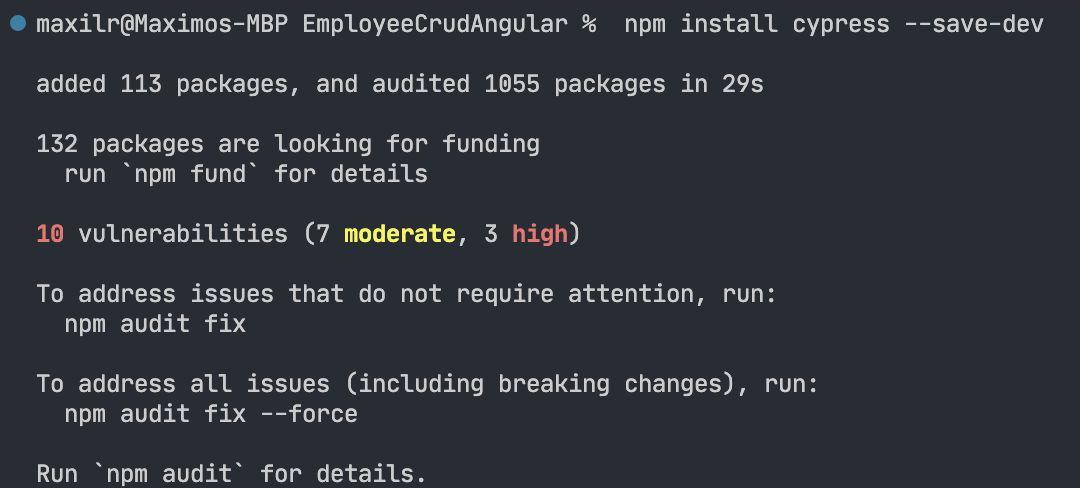 maxilr@Maximos-MBP EmployeeCrudAngular %  npm install cypress --save-dev
added 113 packages, and audited 1055 packages in 29s
132 packages are looking for funding
  run `npm fund` for details
10 vulnerabilities (7 moderate, 3 high)
To address issues that do not require attention, run:
  npm audit fix
To address all issues (including breaking changes), run:
  npm audit fix --force
Run `npm audit` for details.